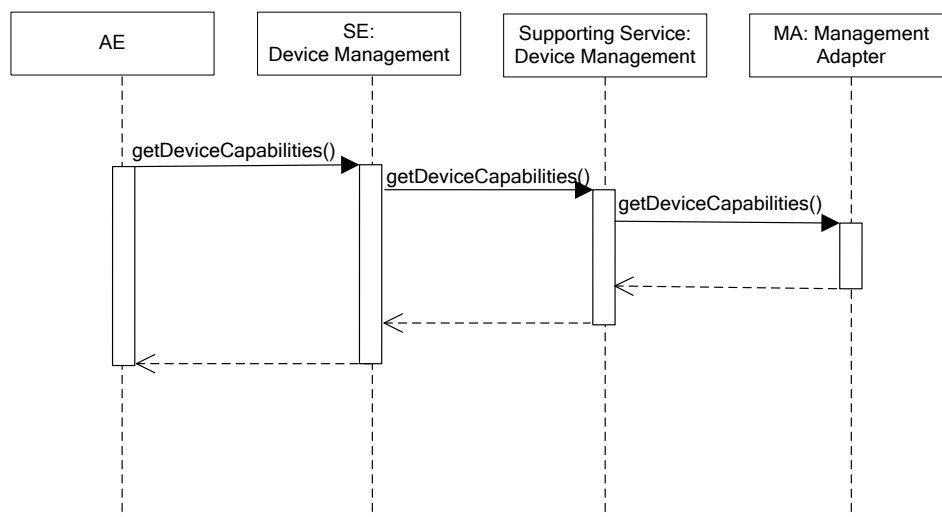 AE
SE:
Device Management
Supporting Service:
Device Management
MA: Management
Adapter
getDeviceCapabilities()
getDeviceCapabilities()
getDeviceCapabilities()